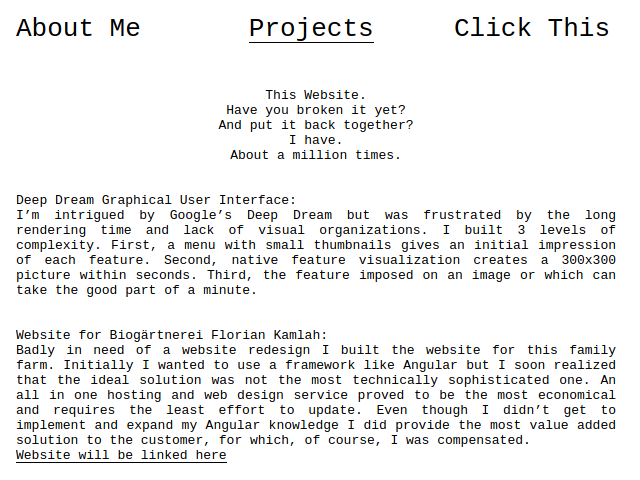 About Me Projects Click This
This Website.
Have you broken it yet?
And put it back together?
I have.
About a million times.
Deep Dream Graphical User Interface:
I’m intrigued by Google’s Deep Dream but was frustrated by the long
rendering time and lack of visual organizations. I built 3 levels of
complexity. First, a menu with small thumbnails gives an initial impression
of each feature. Second, native feature visualization creates a 300x300
picture within seconds. Third, the feature imposed on an image or which can
take the good part of a minute.
Website for Biogärtnerei Florian Kamlah:
Badly in need of a website redesign I built the website for this family
farm. Initially I wanted to use a framework like Angular but I soon realized
that the ideal solution was not the most technically sophisticated one. An
all in one hosting and web design service proved to be the most economical
and requires the least effort to update. Even though I didn’t get to
implement and expand my Angular knowledge I did provide the most value added
solution to the customer, for which, of course, I was compensated.
Website will be linked here